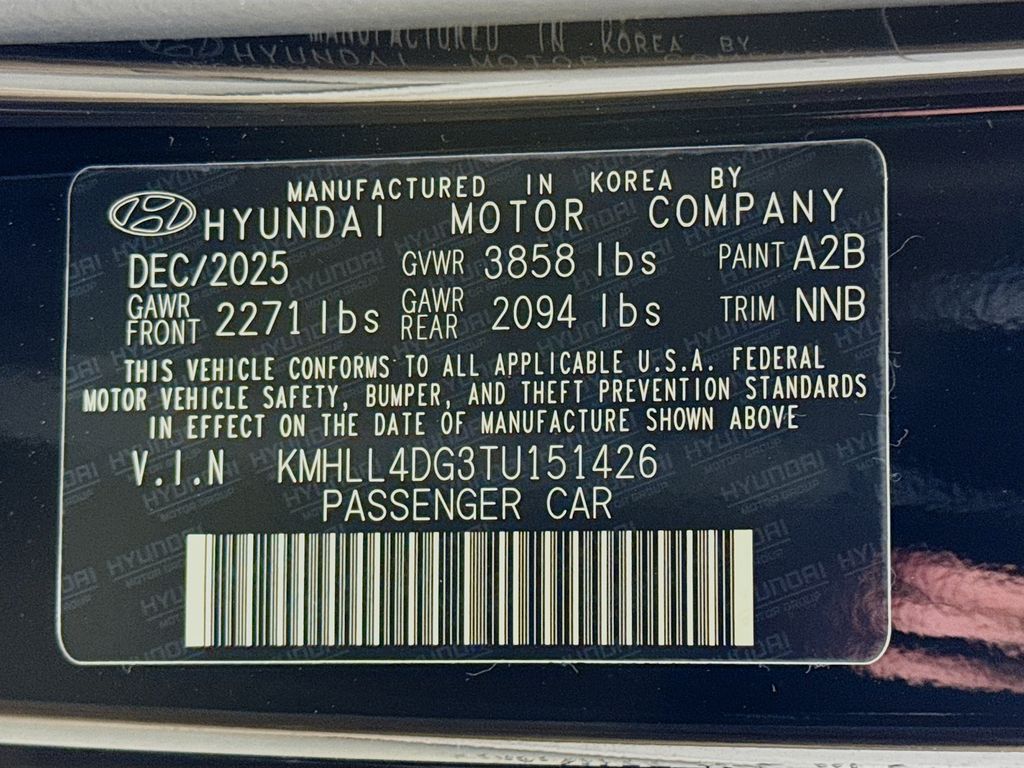 MANUFACTURED IN KOREA BY
HYUNDAI MOTOR COMPANY
DEC/2025 GVWR 3858 lbs PAINT A2B
GAWR FRONT 2271 lbs GAWR REAR 2094 lbs TRIM NNB
THIS VEHICLE CONFORMS TO ALL APPLICABLE U.S.A. FEDERAL
MOTOR VEHICLE SAFETY, BUMPER, AND THEFT PREVENTION STANDARDS
IN EFFECT ON THE DATE OF MANUFACTURE SHOWN ABOVE
V.I.N KMHLL4DG3TU151426
PASSENGER CAR